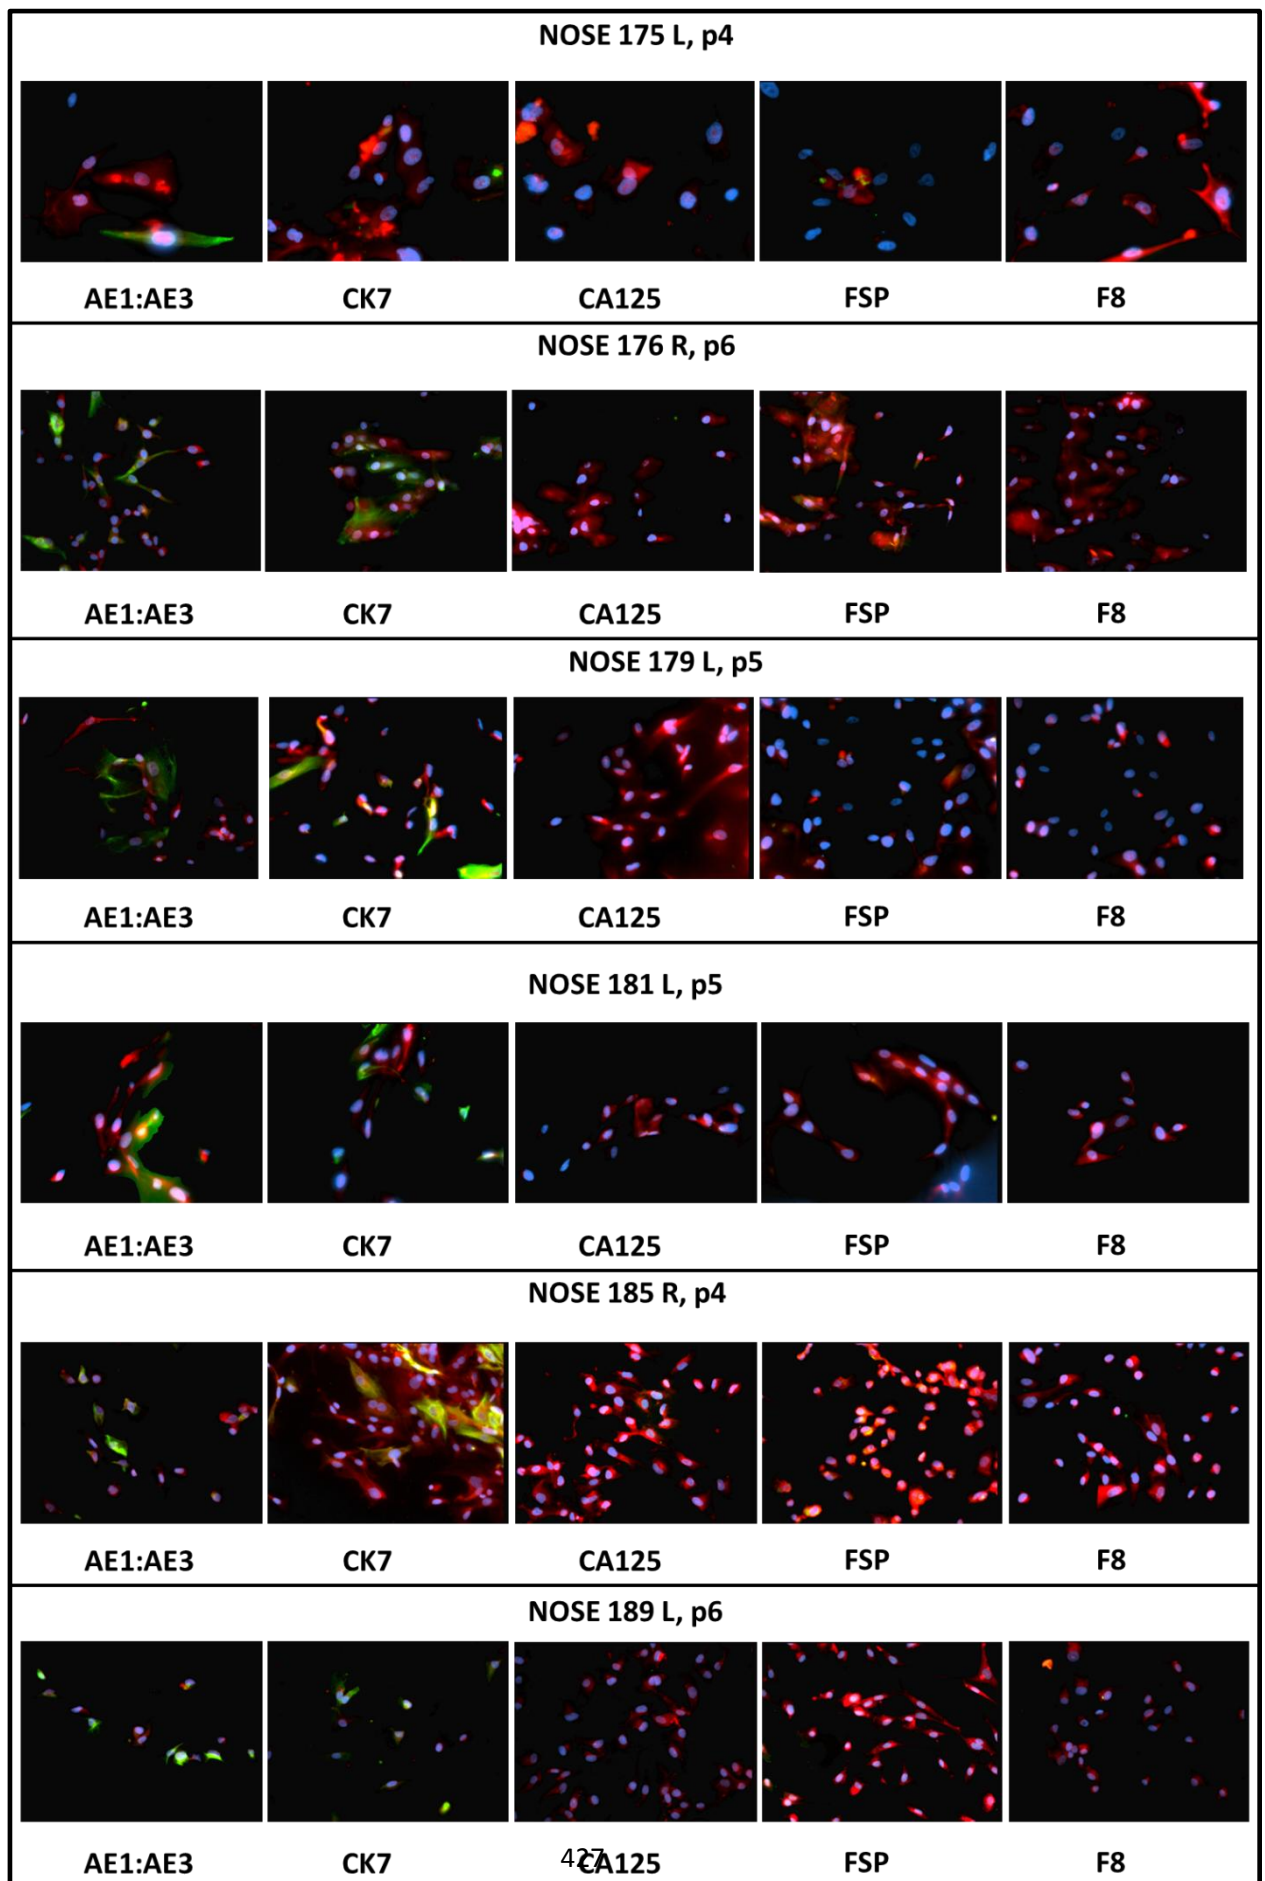 NOSE 175 L, p4
AE1:AE3 CK7 CA125 FSP F8
NOSE 176 R, p6
AE1:AE3 CK7 CA125 FSP F8
NOSE 179 L, p5
AE1:AE3 CK7 CA125 FSP F8
NOSE 181 L, p5
AE1:AE3 CK7 CA125 FSP F8
NOSE 185 R, p4
AE1:AE3 CK7 CA125 FSP F8
NOSE 189 L, p6
AE1:AE3 CK7 CA125 FSP F8
427